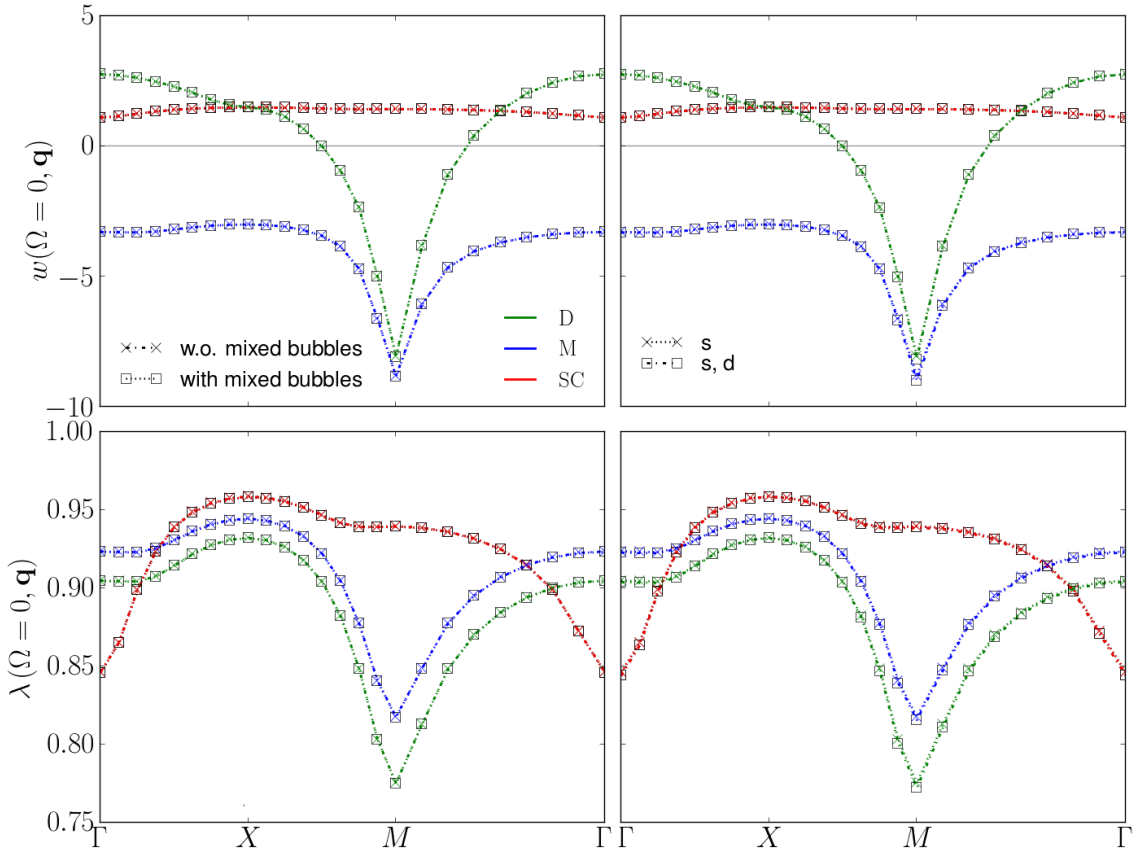 5
0
−5
−10
w(Ω = 0, q)
w.o. mixed bubbles
with mixed bubbles
D
M
SC
s
s, d
1.00
0.95
0.90
0.85
0.80
0.75
λ(Ω = 0, q)
Γ X M Γ
Γ X M Γ